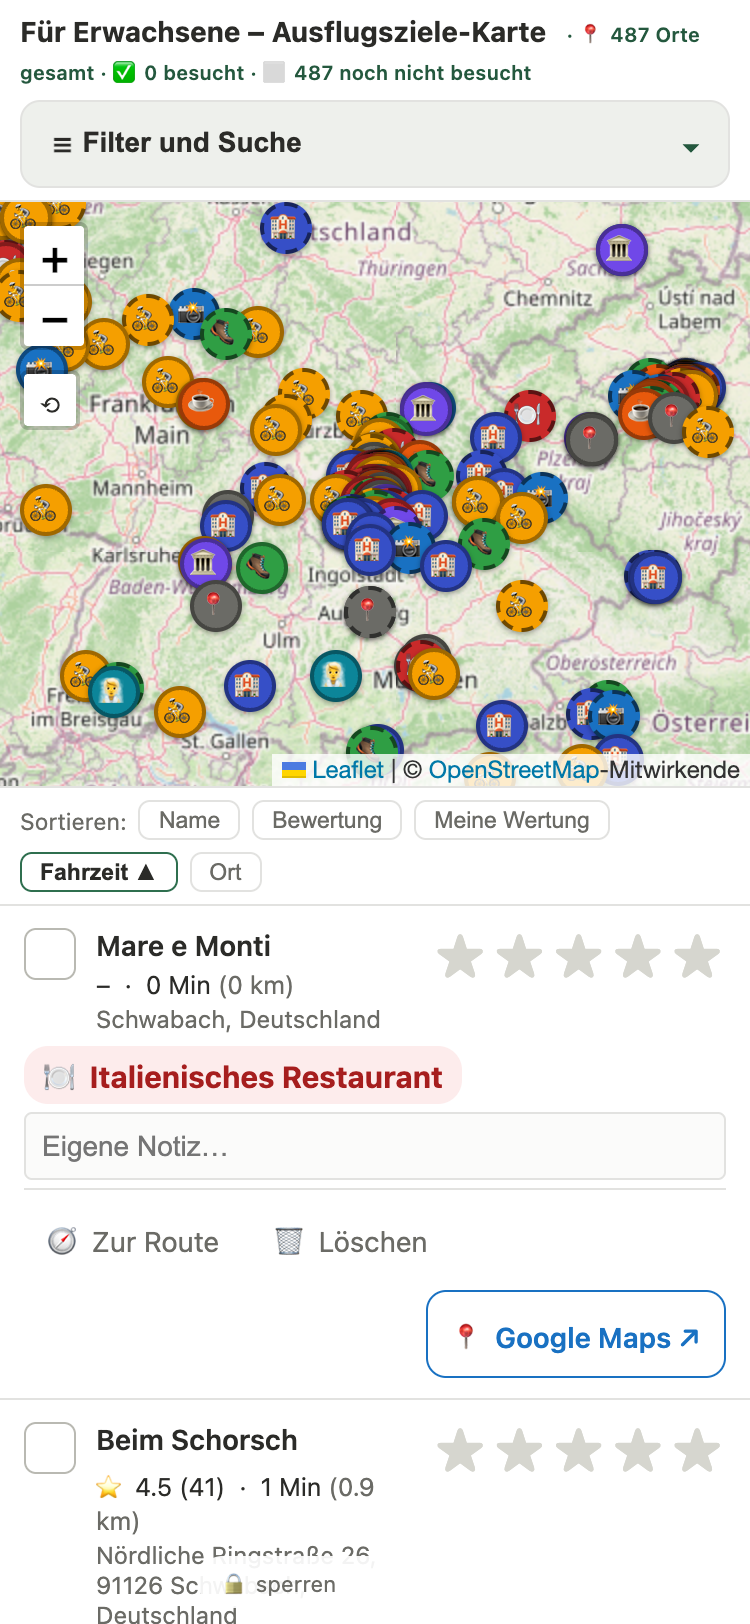 Für Erwachsene – Ausflugsziele-Karte · 📍 487 Orte
gesamt · ✅ 0 besucht · ⬜ 487 noch nicht besucht
≡ Filter und Suche
tschland
Thüringen
Chemnitz
Ústí nad
Labem
+
−
Main
Mannheim
Karlsruhe
Jihočeský
kraj
Ingolstadt
Ulm
Oberösterreich
im Breisgau
St. Gallen
Leaflet | © OpenStreetMap-Mitwirkende
Sortieren: Name Bewertung Meine Wertung
Fahrzeit ▲ Ort
Mare e Monti
– · 0 Min (0 km)
Schwabach, Deutschland
🍽️ Italienisches Restaurant
Eigene Notiz…
🧭 Zur Route 🗑️ Löschen
📍 Google Maps ↗
Beim Schorsch
⭐ 4.5 (41) · 1 Min (0.9
km)
Nördliche Ringstraße 26,
91126 Sc
🔒 sperren
Deutschland